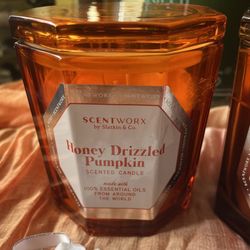 SCENTWORX
by Slatkin & Co.
Honey Drizzled
Pumpkin
SCENTED CANDLE
made with
100% ESSENTIAL OILS
FROM AROUND
THE WORLD